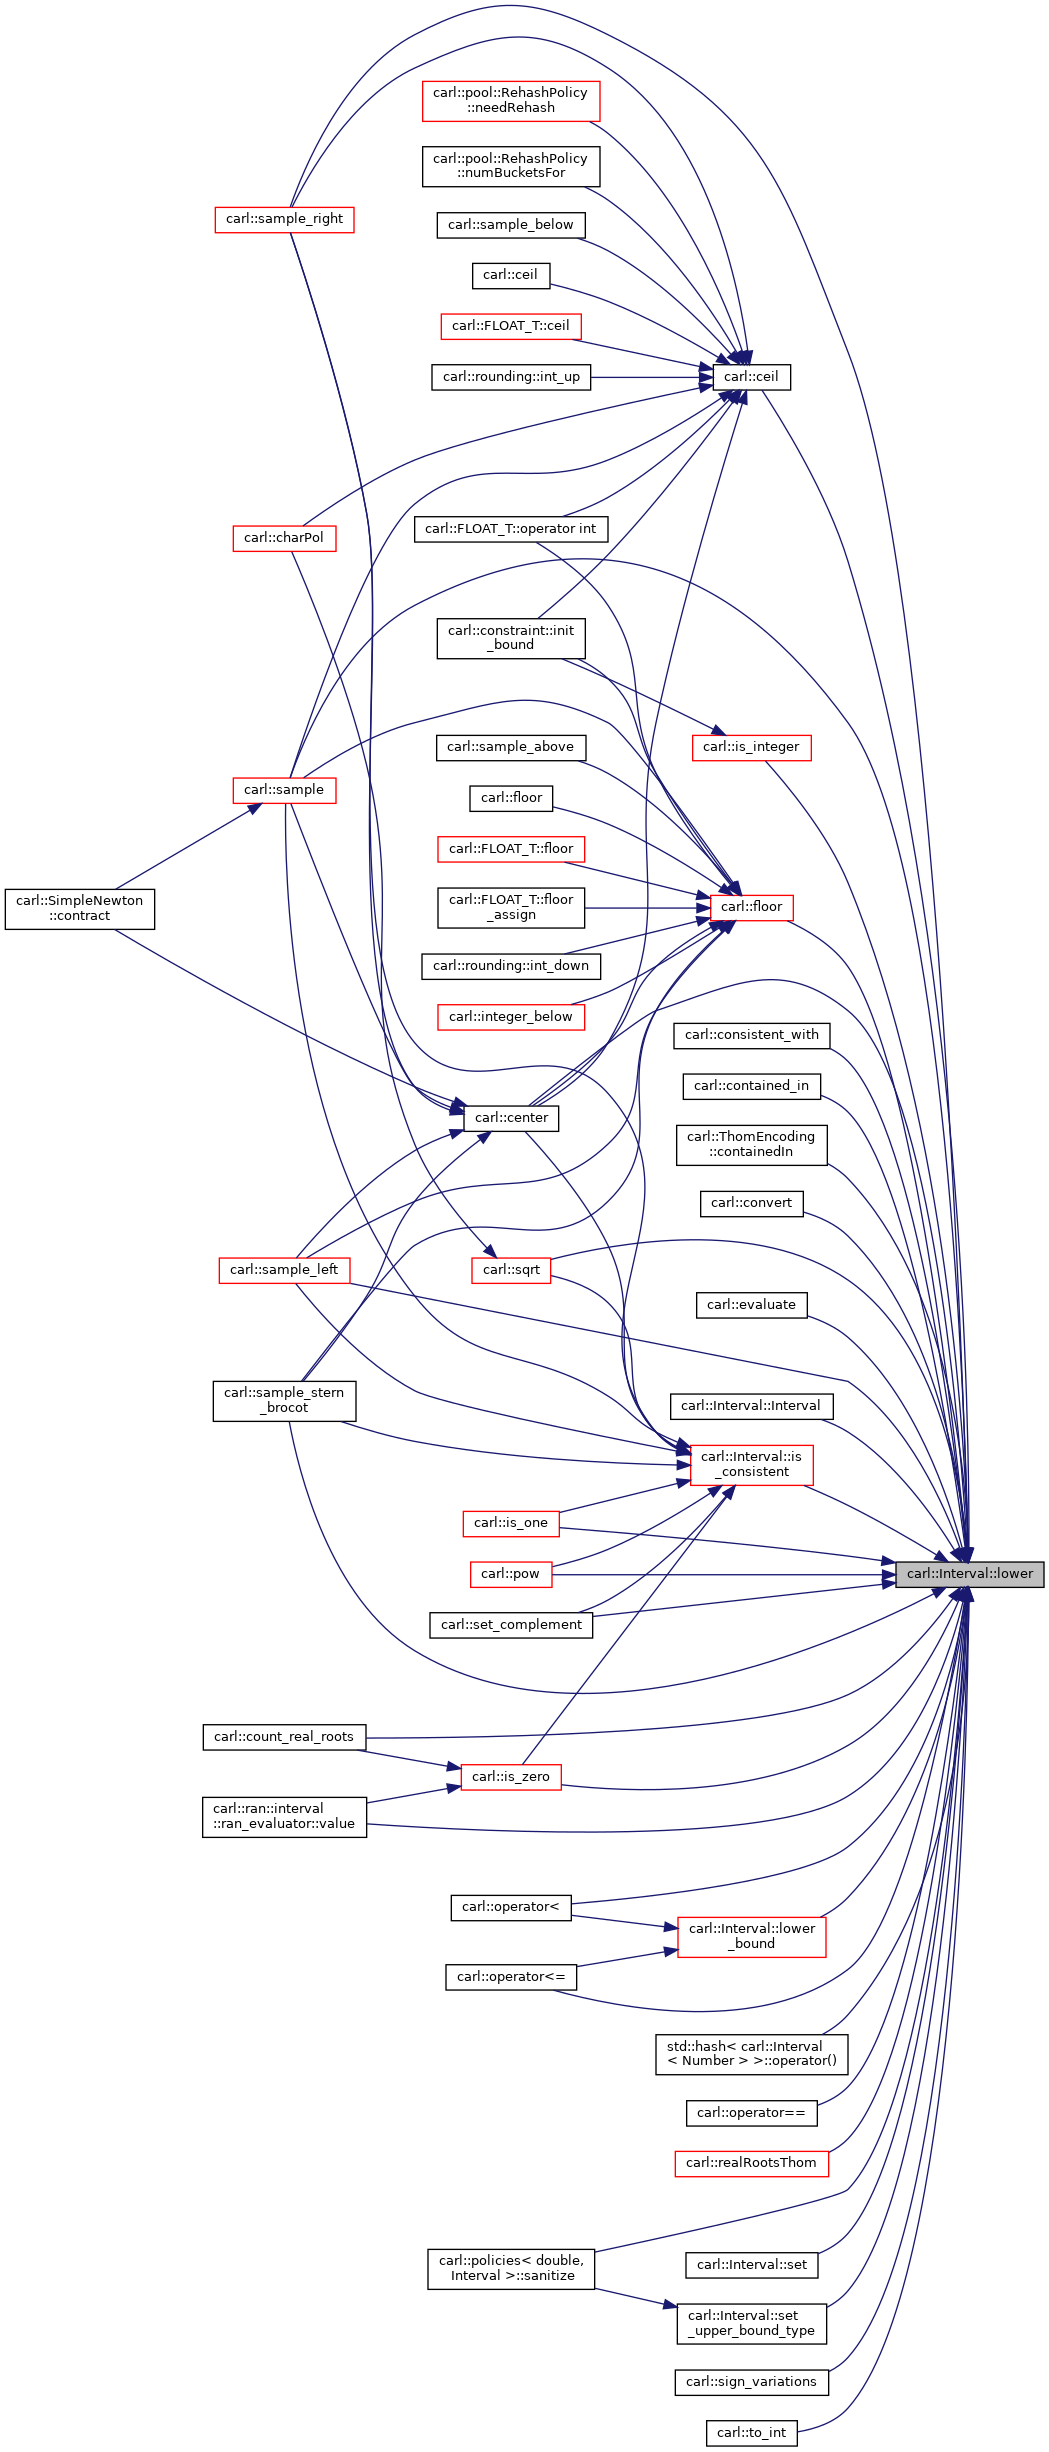 carl::pool::RehashPolicy
::needRehash
carl::pool::RehashPolicy
::numBucketsFor
carl::sample_right
carl::sample_below
carl::ceil
carl::FLOAT_T::ceil
carl::rounding::int_up
carl::ceil
carl::charPol
carl::FLOAT_T::operator int
carl::constraint::init
_bound
carl::sample_above
carl::is_integer
carl::sample
carl::floor
carl::FLOAT_T::floor
carl::SimpleNewton
::contract
carl::FLOAT_T::floor
_assign
carl::floor
carl::rounding::int_down
carl::integer_below
carl::consistent_with
carl::contained_in
carl::center
carl::ThomEncoding
::containedIn
carl::convert
carl::sample_left
carl::sqrt
carl::evaluate
carl::sample_stern
_brocot
carl::Interval::Interval
carl::Interval::is
_consistent
carl::is_one
carl::pow
carl::Interval::lower
carl::set_complement
carl::count_real_roots
carl::is_zero
carl::ran::interval
::ran_evaluator::value
carl::operator<
carl::Interval::lower
_bound
carl::operator<=
std::hash< carl::Interval
< Number > >::operator()
carl::operator==
carl::realRootsThom
carl::policies< double,
Interval >::sanitize
carl::Interval::set
carl::Interval::set
_upper_bound_type
carl::sign_variations
carl::to_int